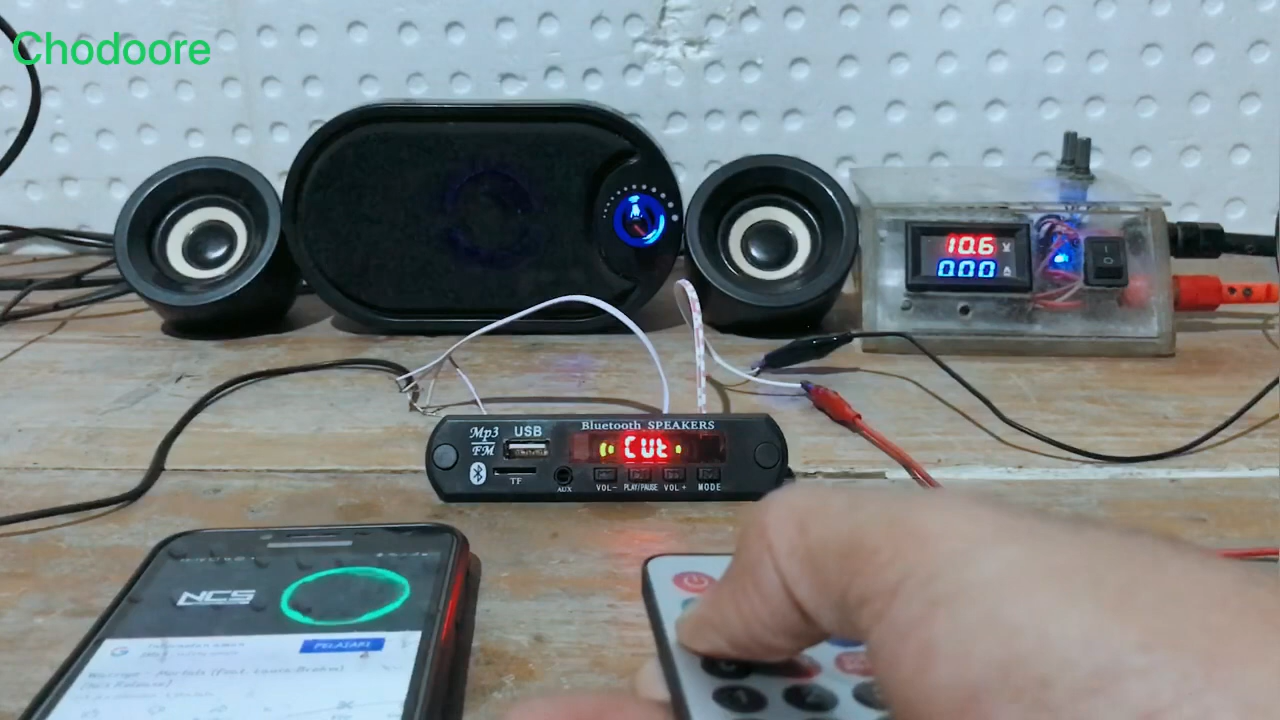 Chodoore
10.6 V
0.00 A
Mp3
FM
USB
Bluetooth SPEAKERS
CUt
TF
AUX
VOL-
PLAY/PAUSE
VOL+
MODE
NCS
G
PELAJARI